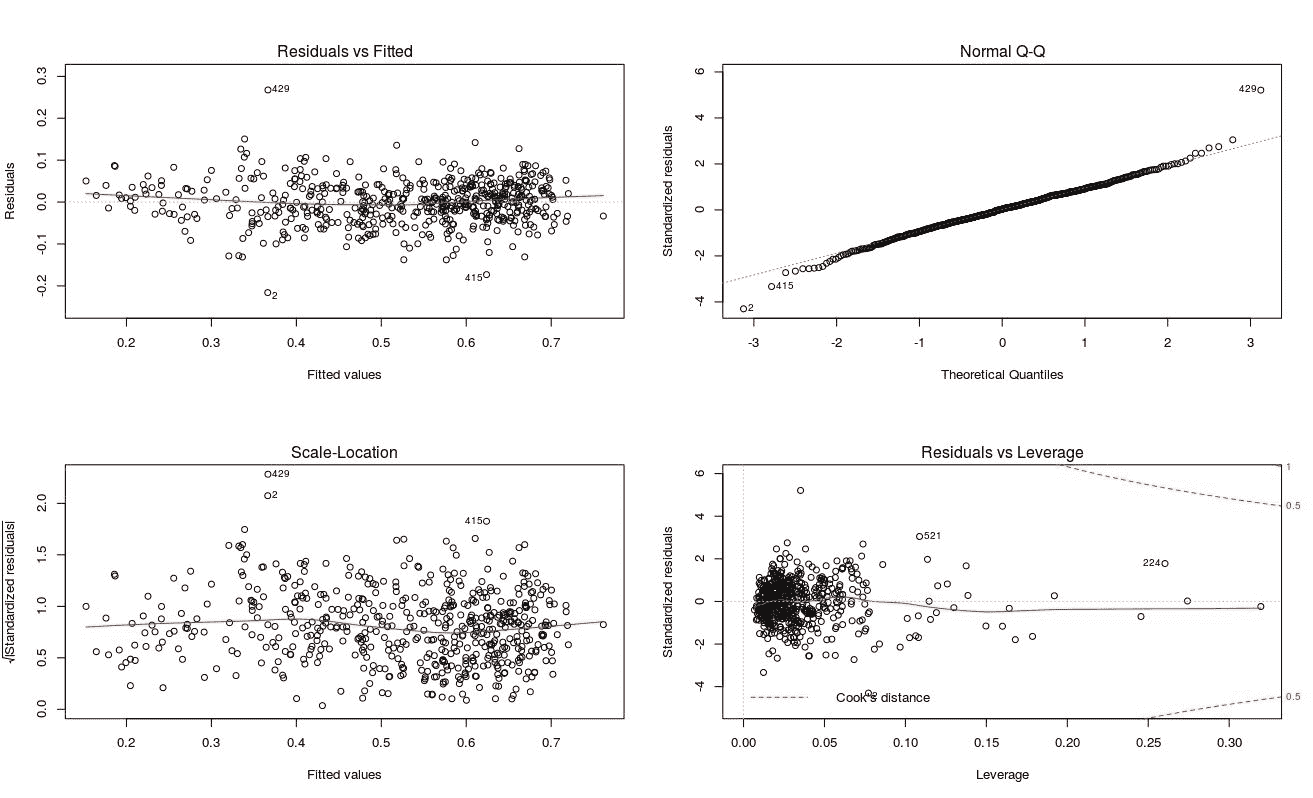 Residuals vs Fitted
Residuals
0.3
0.2
0.1
0.0
-0.1
-0.2
429
415
2
0.2 0.3 0.4 0.5 0.6 0.7
Fitted values
Normal Q-Q
Standardized residuals
6
4
2
0
-2
-4
429
415
2
-3 -2 -1 0 1 2 3
Theoretical Quantiles
Scale-Location
√|Standardized residuals|
2.0
1.5
1.0
0.5
0.0
429
2
415
0.2 0.3 0.4 0.5 0.6 0.7
Fitted values
Residuals vs Leverage
Standardized residuals
6
4
2
0
-2
-4
1
0.5
0.5
521
224
2
Cook's distance
0.00 0.05 0.10 0.15 0.20 0.25 0.30
Leverage